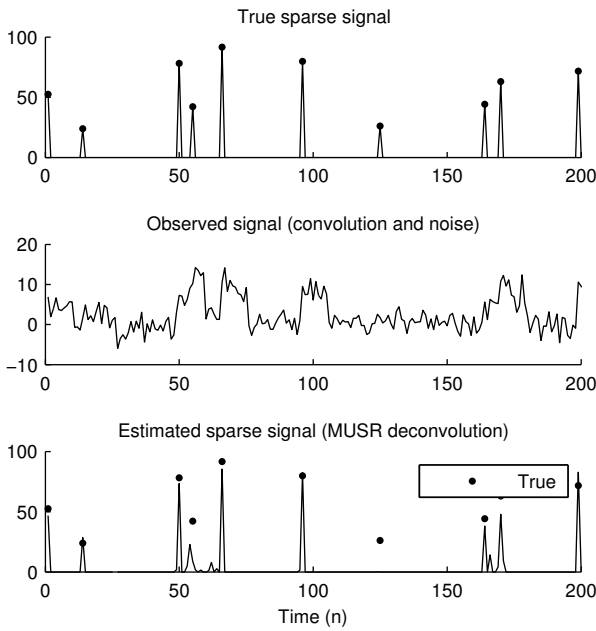 True sparse signal
100
50
0
0 50 100 150 200
Observed signal (convolution and noise)
20
10
0
−10
0 50 100 150 200
Estimated sparse signal (MUSR deconvolution)
100
True
50
0
0 50 100 150 200
Time (n)